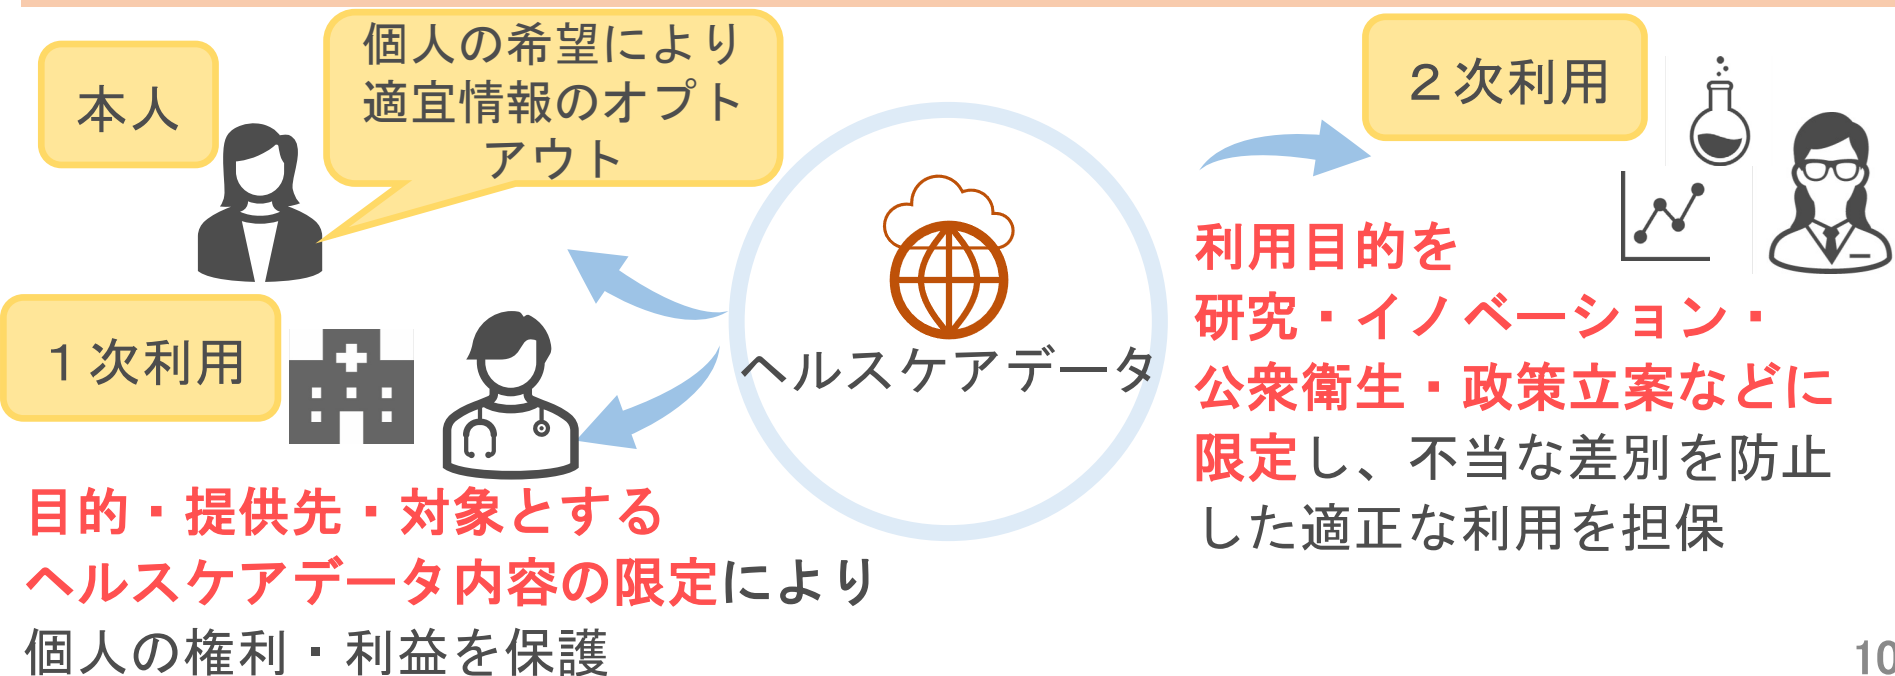 本人
個人の希望により
適宜情報のオプト
アウト
１次利用
目的・提供先・対象とする
ヘルスケアデータ内容の限定により
個人の権利・利益を保護
ヘルスケアデータ
２次利用
利用目的を
研究・イノベーション・
公衆衛生・政策立案などに
限定し、不当な差別を防止
した適正な利用を担保
10